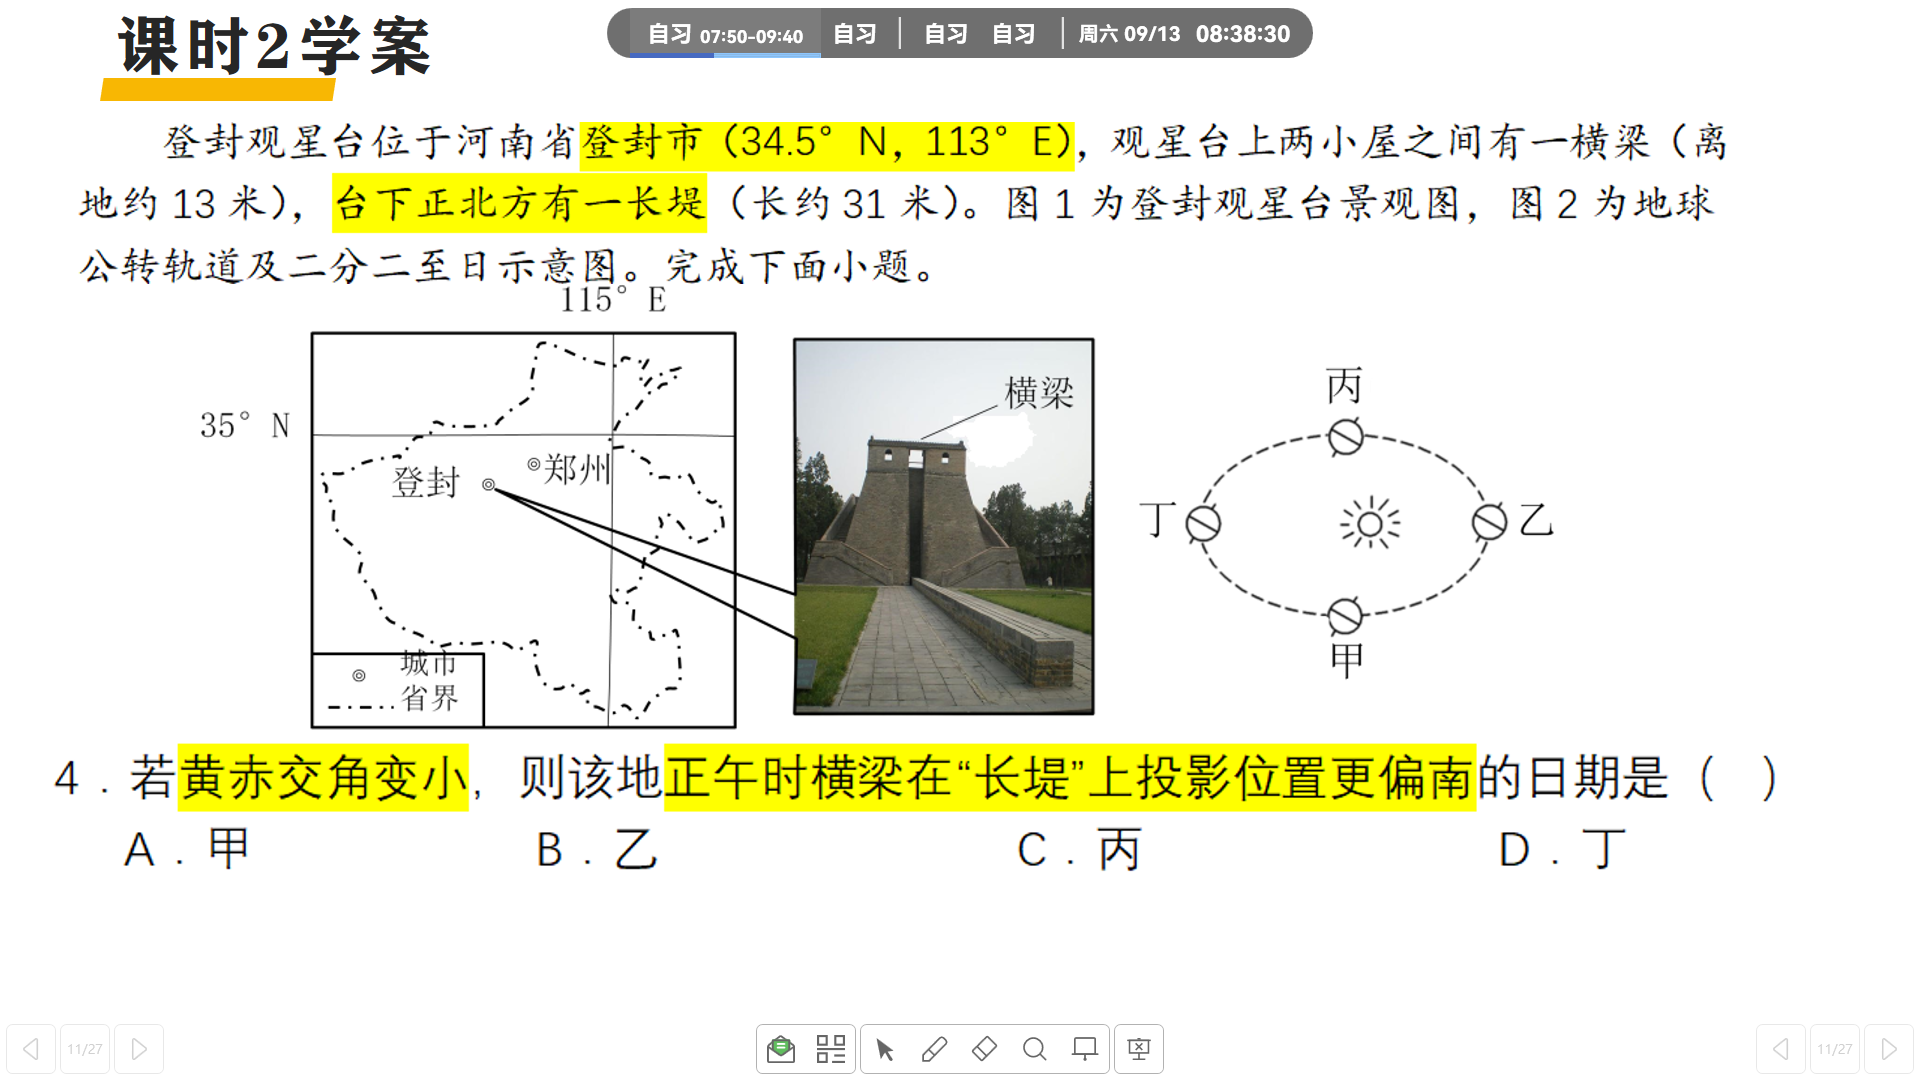 课时2学案
自习 07:50-09:40 自习 自习 自习 周六 09/13 08:38:30
登封观星台位于河南省登封市（34.5° N，113° E），观星台上两小屋之间有一横梁（离
地约 13 米），台下正北方有一长堤（长约 31 米）。图 1 为登封观星台景观图，图 2 为地球
公转轨道及二分二至日示意图。完成下面小题。
115° E
35° N
登封
郑州
城市
省界
横梁
丙
丁
乙
甲
4．若黄赤交角变小，则该地正午时横梁在“长堤”上投影位置更偏南的日期是（ ）
A．甲 B．乙 C．丙 D．丁
11/27
11/27